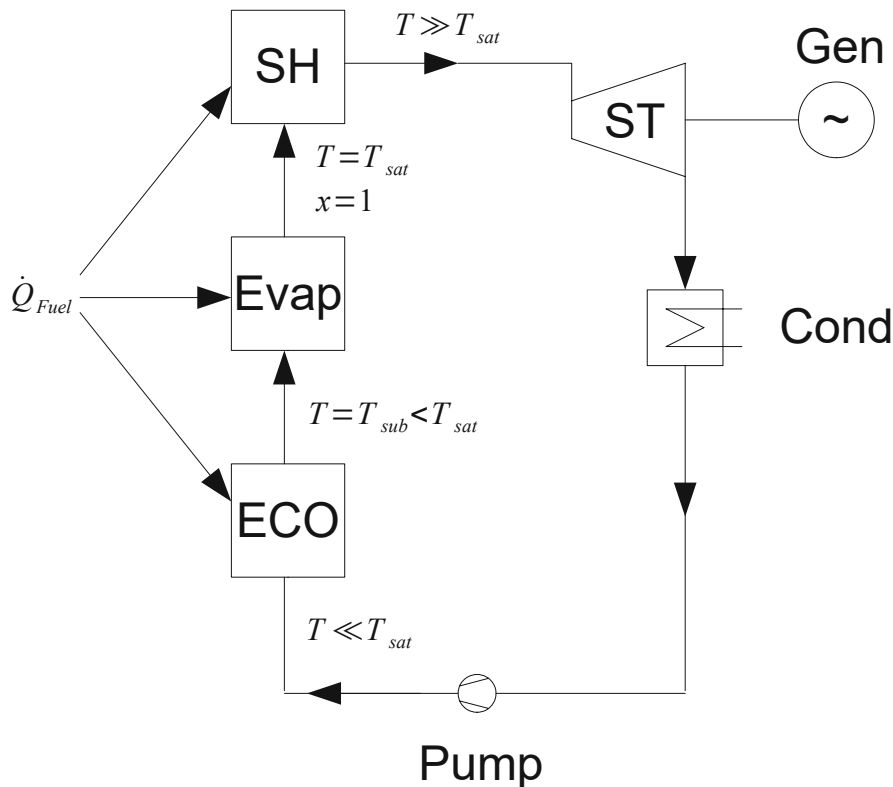 T≫T_sat
Gen
SH
ST
~
T=T_sat
x=1
Q̇_Fuel
Evap
Cond
T=T_sub<T_sat
ECO
T≪T_sat
Pump